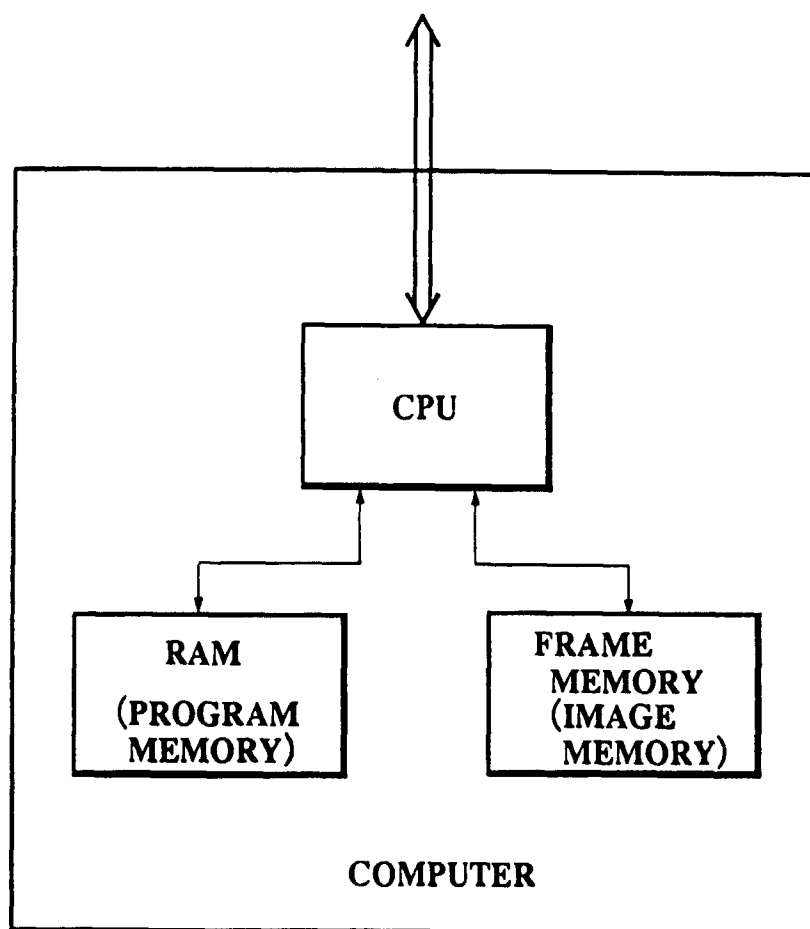 CPU
RAM
(PROGRAM
MEMORY)
FRAME
MEMORY
(IMAGE
MEMORY)
COMPUTER